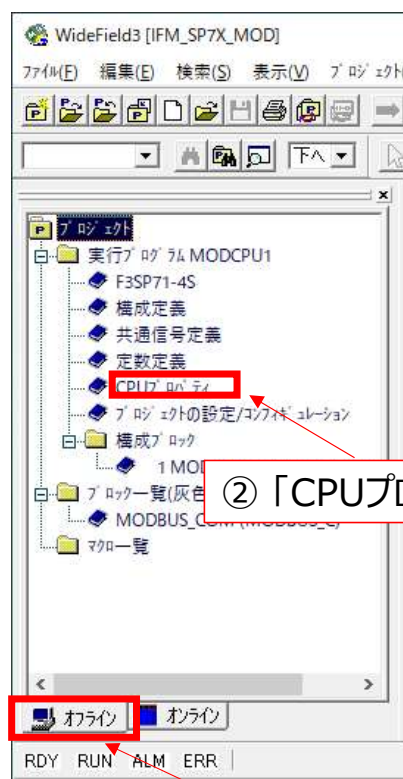 WideField3 [IFM_SP7X_MOD]
ファイル(F) 編集(E) 検索(S) 表示(V) プロジェクト
下へ
プロジェクト
実行プログラム MODCPU1
F3SP71-4S
構成定義
共通信号定義
定数定義
CPUプロパティ
プロジェクトの設定/コンフィギュレーション
構成ブロック
1 MOD
ブロック一覧(灰色
② 「CPUプロ
MODBUS_COM (MODBUS_C)
マクロ一覧
オフライン オンライン
RDY RUN ALM ERR